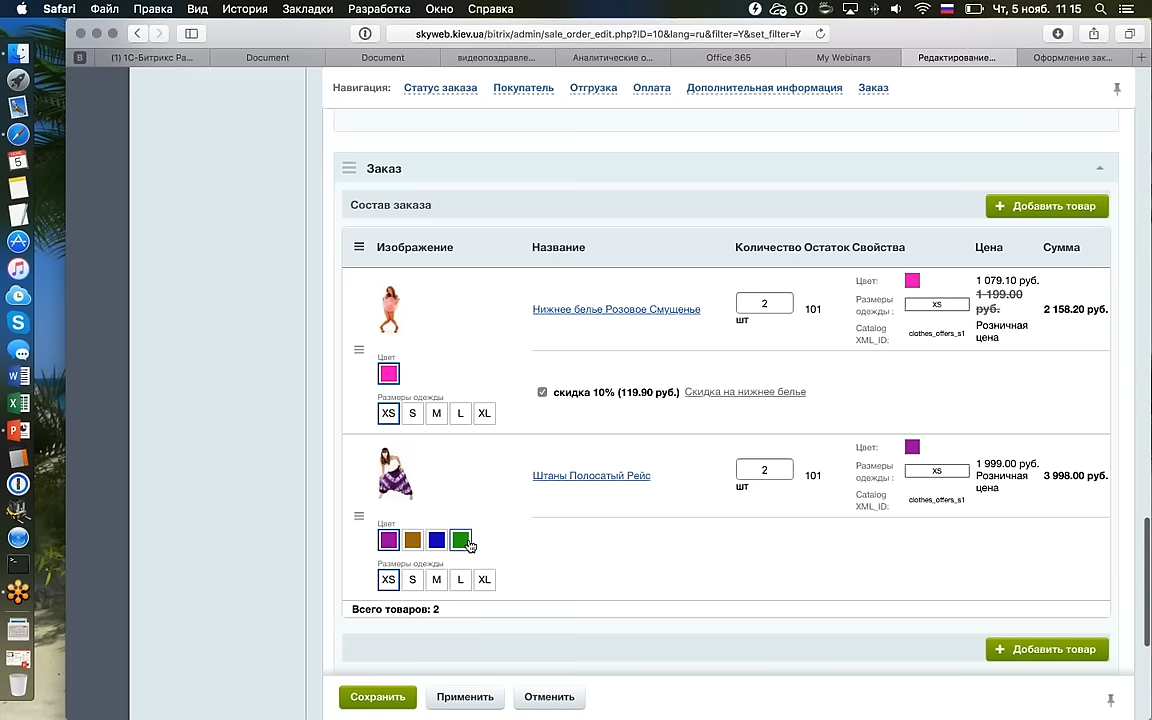 Safari Файл Правка Вид История Закладки Разработка Окно Справка Чт, 5 нояб. 11 15
skyweb.kiev.ua/bitrix/admin/sale_order_edit.php?ID=10&lang=ru&filter=Y&set_filter=Y
B (1) 1С-Битрикс Ра... Document Document видеопоздравле... Аналитические о... Office 365 My Webinars Редактирование... Оформление зак...
Навигация: Статус заказа Покупатель Отгрузка Оплата Дополнительная информация Заказ
Заказ
Состав заказа
+ Добавить товар
Изображение Название Количество Остаток Свойства Цена Сумма
Нижнее белье Розовое Смущенье
2
шт
101
Цвет:
Размеры
одежды :
XS
Catalog
XML_ID:
clothes_offers_s1
1 079.10 руб.
1 199.00
руб.
Розничная
цена
2 158.20 руб.
Цвет
Размеры одежды
XS S M L XL
скидка 10% (119.90 руб.) Скидка на нижнее белье
Штаны Полосатый Рейс
2
шт
101
Цвет:
Размеры
одежды :
XS
Catalog
XML_ID:
clothes_offers_s1
1 999.00 руб.
Розничная
цена
3 998.00 руб.
Цвет
Размеры одежды
XS S M L XL
Всего товаров: 2
+ Добавить товар
Сохранить Применить Отменить